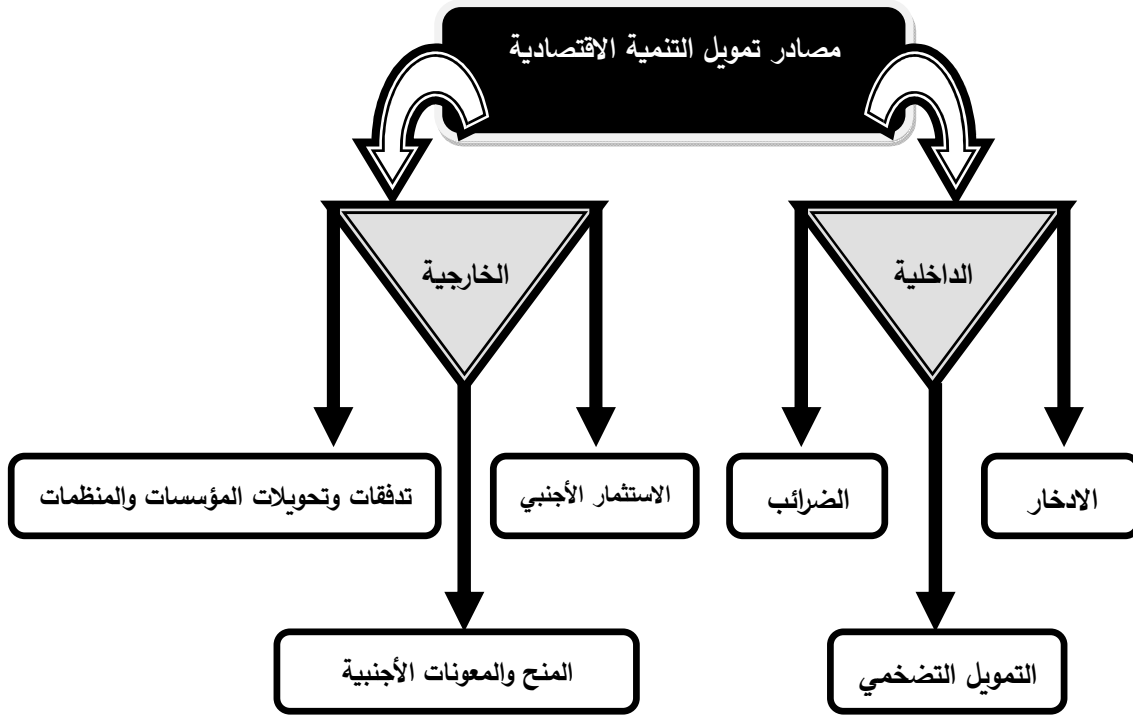 مصادر تمويل التنمية الاقتصادية
الداخلية
الخارجية
الادخار
الضرائب
الاستثمار الأجنبي
تدفقات وتحويلات المؤسسات والمنظمات
التمويل التضخمي
المنح والمعونات الأجنبية